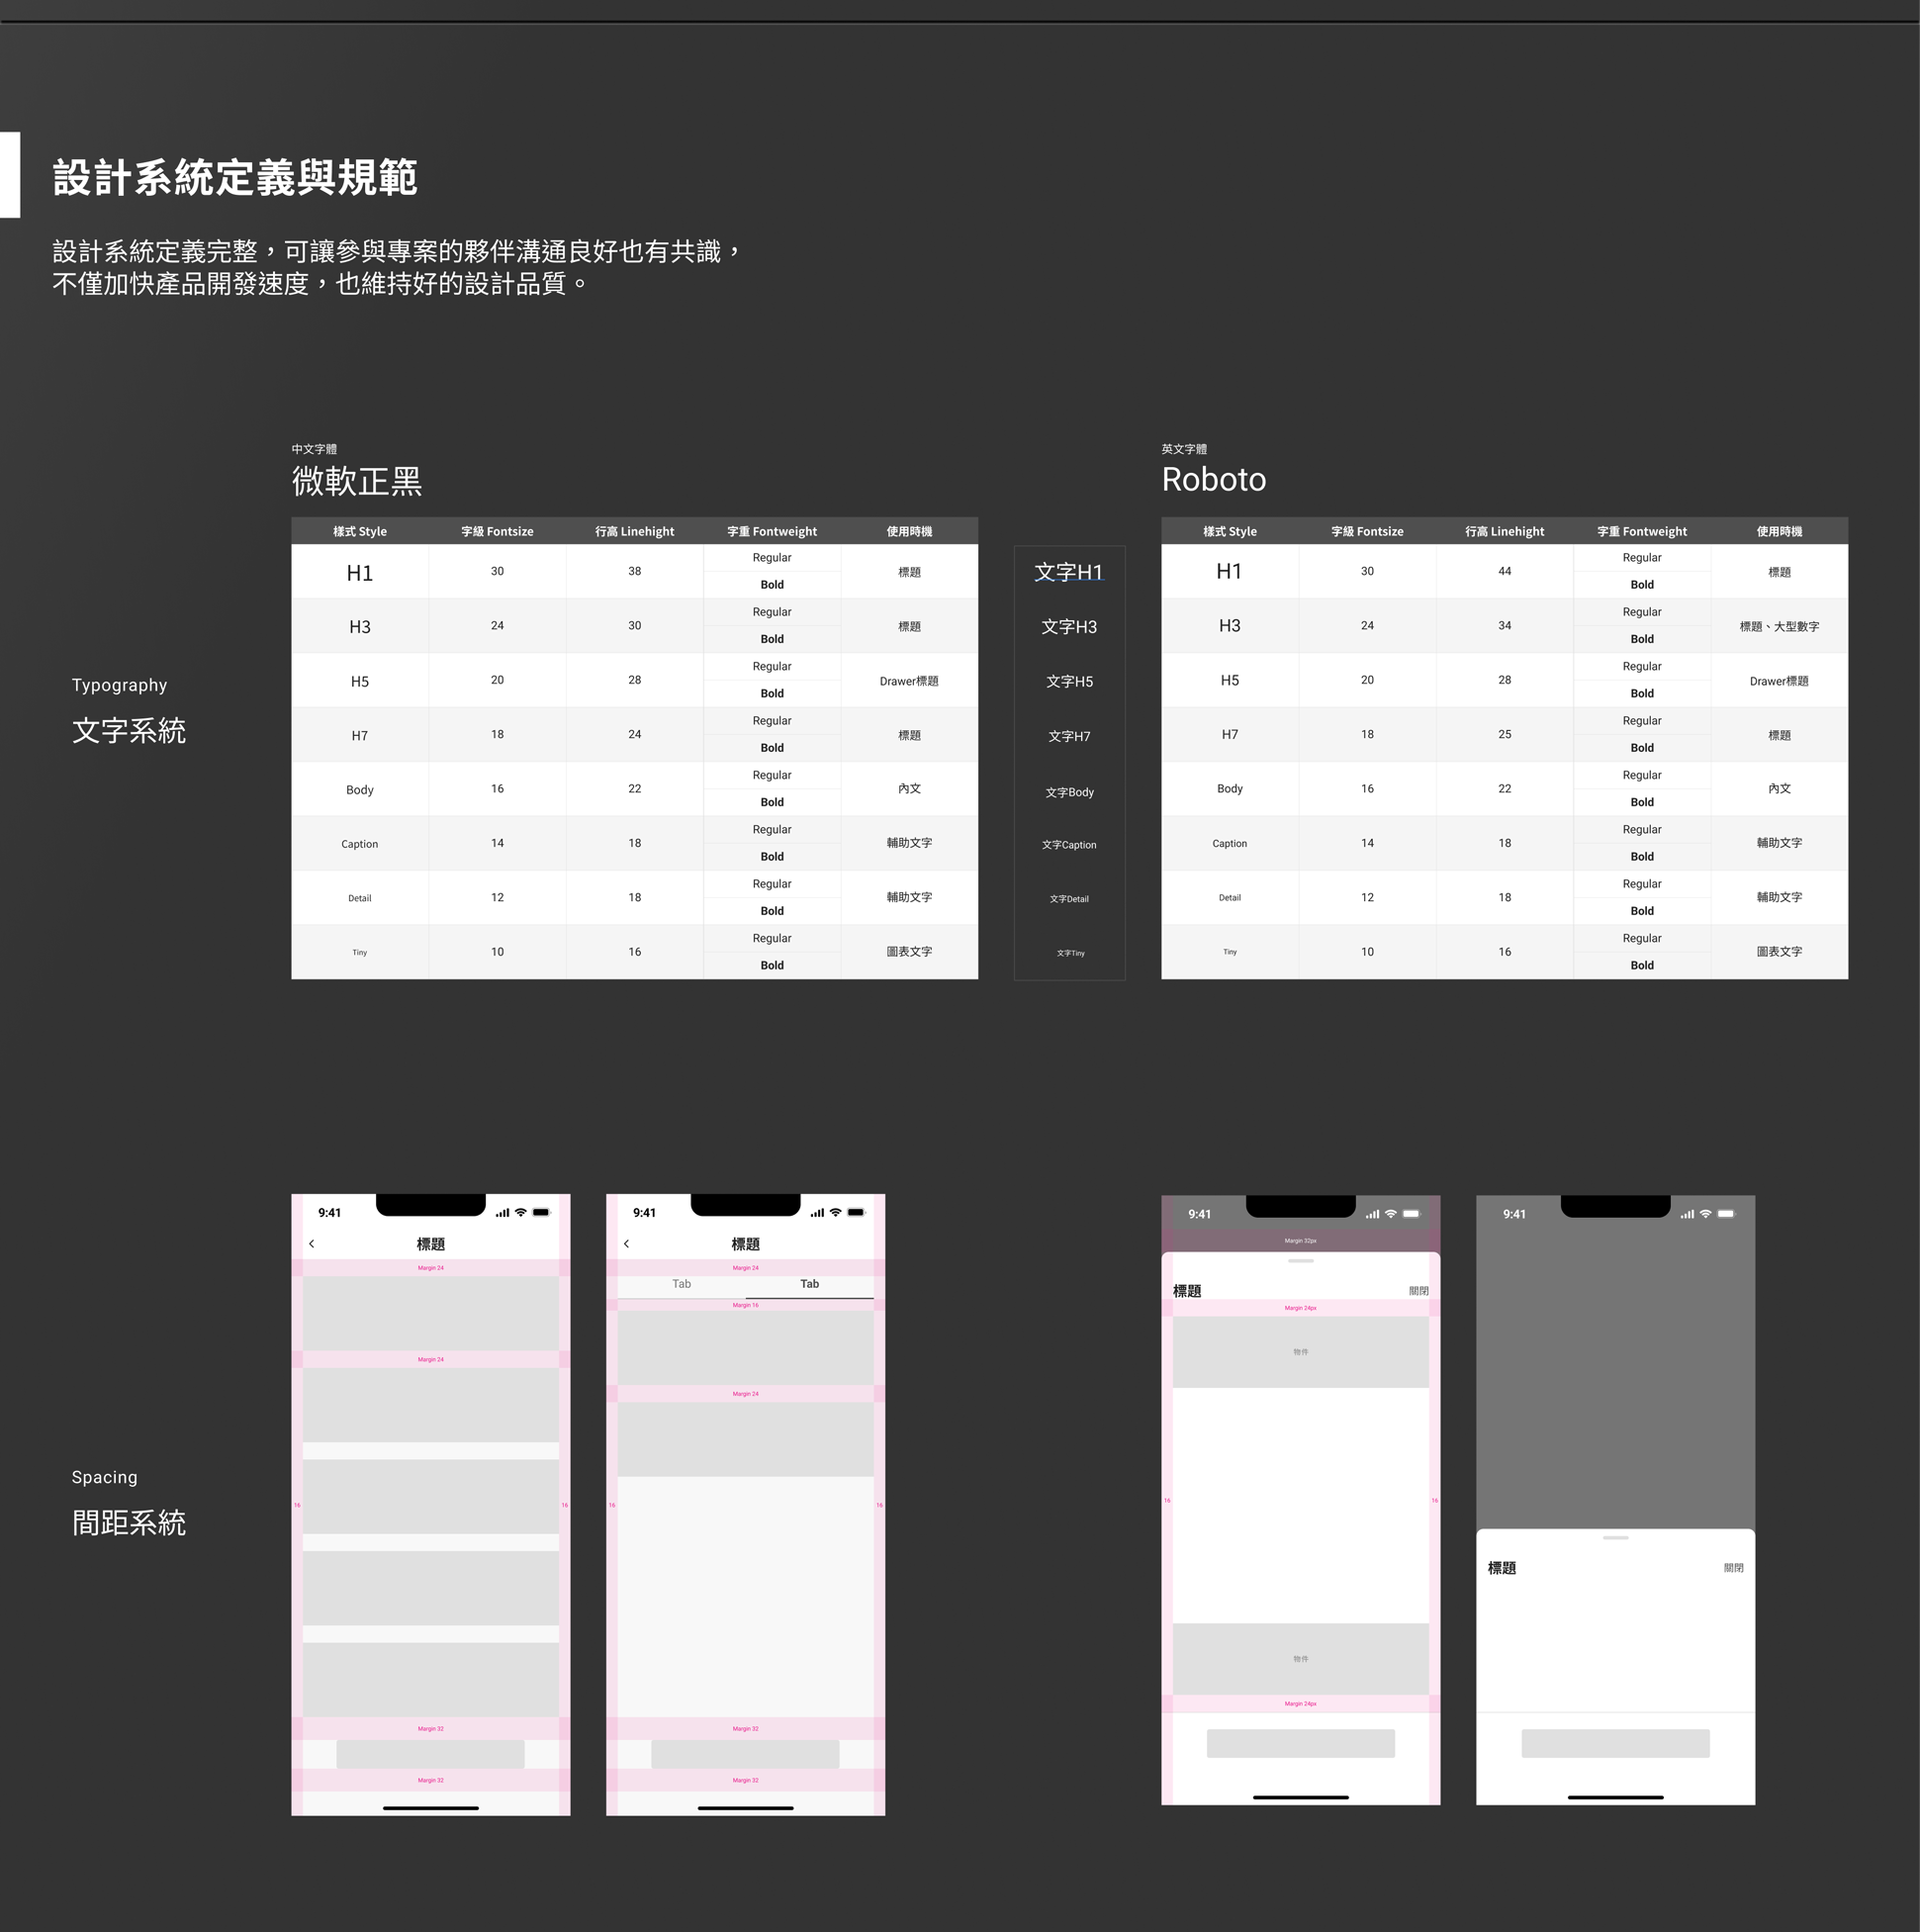 設計系統定義與規範
設計系統定義完整，可讓參與專案的夥伴溝通良好也有共識，
不僅加快產品開發速度，也維持好的設計品質。
Typography
文字系統
中文字體
微軟正黑
樣式 Style 字級 Fontsize 行高 Linehight 字重 Fontweight 使用時機
H1 30 38 Regular Bold 標題
H3 24 30 Regular Bold 標題
H5 20 28 Regular Bold Drawer標題
H7 18 24 Regular Bold 標題
Body 16 22 Regular Bold 內文
Caption 14 18 Regular Bold 輔助文字
Detail 12 18 Regular Bold 輔助文字
Tiny 10 16 Regular Bold 圖表文字
文字H1
文字H3
文字H5
文字H7
文字Body
文字Caption
文字Detail
文字Tiny
英文字體
Roboto
樣式 Style 字級 Fontsize 行高 Linehight 字重 Fontweight 使用時機
H1 30 44 Regular Bold 標題
H3 24 34 Regular Bold 標題、大型數字
H5 20 28 Regular Bold Drawer標題
H7 18 25 Regular Bold 標題
Body 16 22 Regular Bold 內文
Caption 14 18 Regular Bold 輔助文字
Detail 12 18 Regular Bold 輔助文字
Tiny 10 16 Regular Bold 圖表文字
Spacing
間距系統
9:41
標題
Margin 24
Margin 24
16 16
Margin 32
Margin 32
9:41
標題
Margin 24
Tab Tab
Margin 16
Margin 24
16 16
Margin 32
Margin 32
9:41
Margin 32px
標題 關閉
Margin 24px
物件
16 16
物件
Margin 24px
9:41
標題 關閉